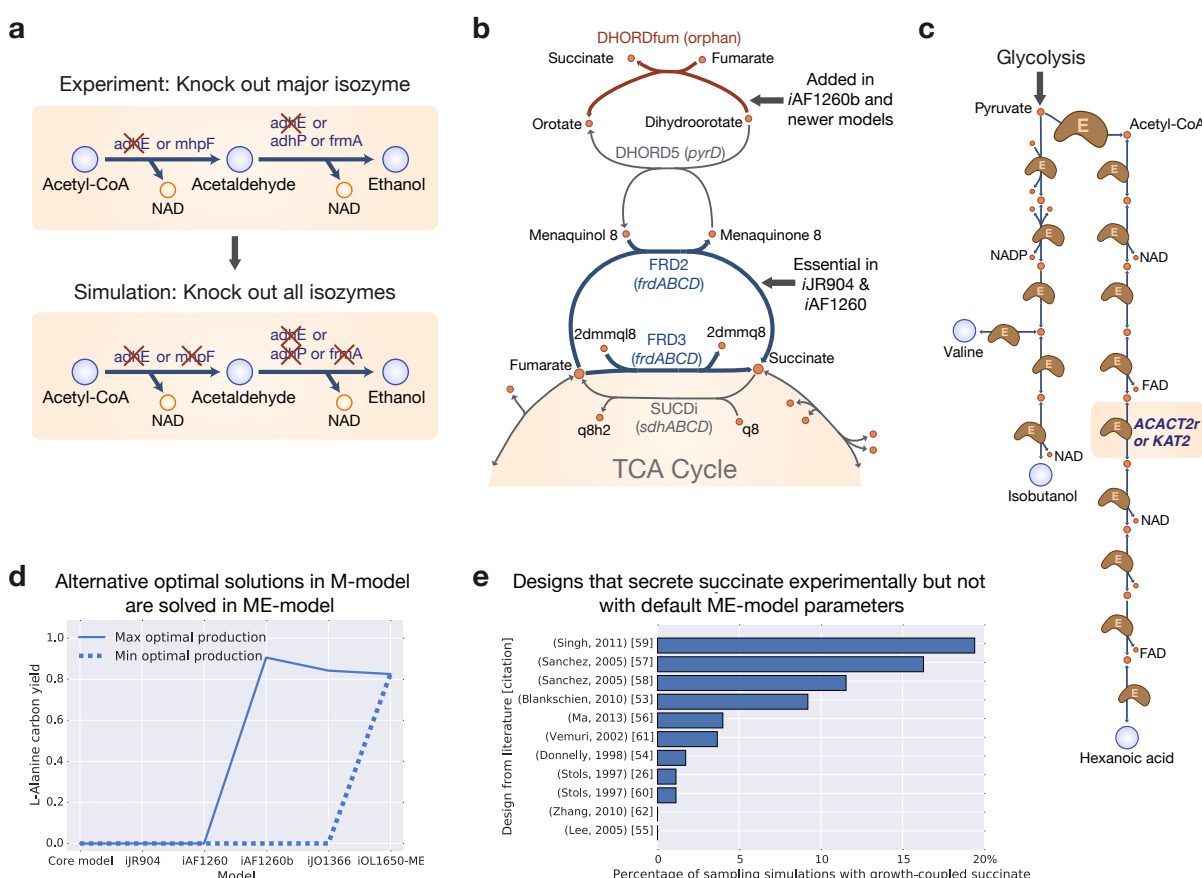 a
Experiment: Knock out major isozyme
adhE or mhpF
adhE or
adhP or frmA
Acetyl-CoA
Acetaldehyde
Ethanol
NAD
NAD
Simulation: Knock out all isozymes
adhE or mhpF
adhE or
adhP or frmA
Acetyl-CoA
Acetaldehyde
Ethanol
NAD
NAD
b
DHORDfum (orphan)
Succinate
Fumarate
Added in
iAF1260b and
newer models
Orotate
Dihydroorotate
DHORD5 (pyrD)
Menaquinol 8
Menaquinone 8
FRD2
(frdABCD)
Essential in
iJR904 &
iAF1260
2dmmql8
2dmmq8
FRD3
(frdABCD)
Fumarate
Succinate
SUCDi
(sdhABCD)
q8h2
q8
TCA Cycle
c
Glycolysis
Pyruvate
E
Acetyl-CoA
E
E
E
NADP
E
NAD
E
E
E
Valine
E
E
FAD
E
ACACT2r
or KAT2
E
NAD
Isobutanol
E
NAD
E
E
FAD
E
Hexanoic acid
d
Alternative optimal solutions in M-model
are solved in ME-model
Max optimal production
Min optimal production
L-Alanine carbon yield
1.0
0.8
0.6
0.4
0.2
0.0
Core model
iJR904
iAF1260
iAF1260b
iJO1366
iOL1650-ME
Model
e
Designs that secrete succinate experimentally but not
with default ME-model parameters
Design from literature [citation]
(Singh, 2011) [59]
(Sanchez, 2005) [57]
(Sanchez, 2005) [58]
(Blankschien, 2010) [53]
(Ma, 2013) [56]
(Vemuri, 2002) [61]
(Donnelly, 1998) [54]
(Stols, 1997) [26]
(Stols, 1997) [60]
(Zhang, 2010) [62]
(Lee, 2005) [55]
0
5
10
15
20%
Percentage of sampling simulations with growth-coupled succinate